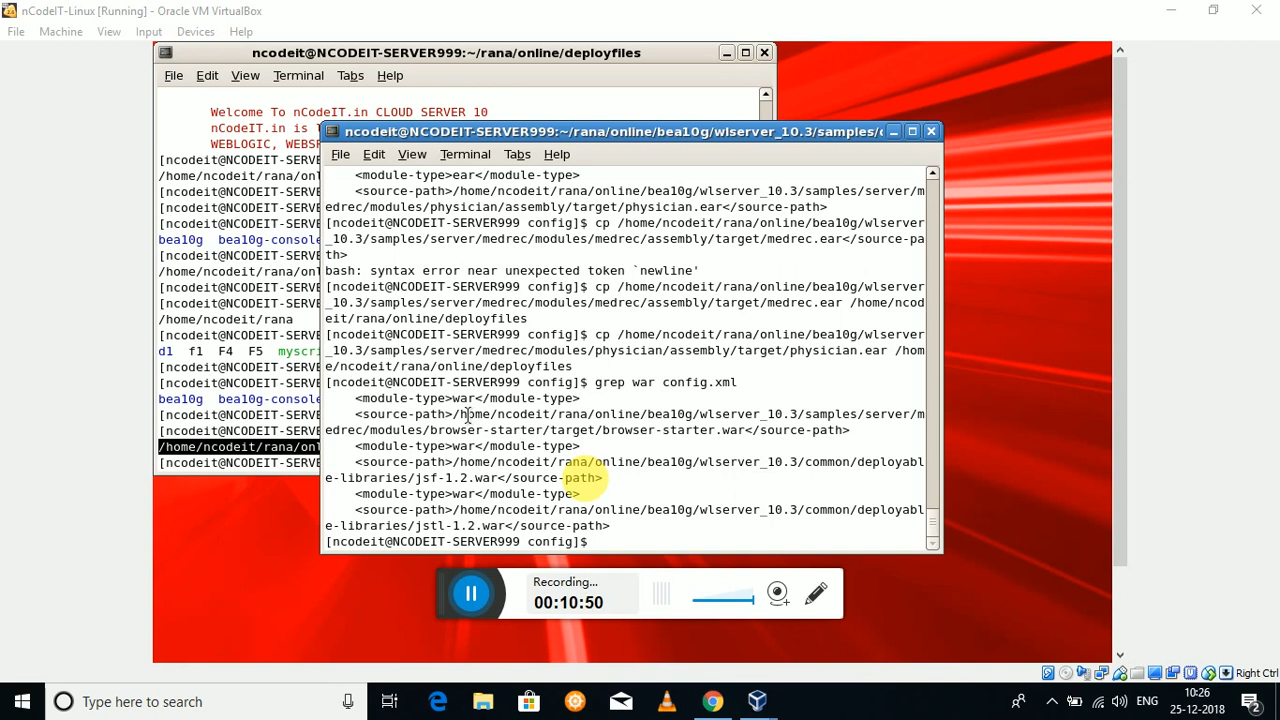 nCodeIT-Linux [Running] - Oracle VM VirtualBox
File Machine View Input Devices Help
ncodeit@NCODEIT-SERVER999:~/rana/online/deployfiles
File Edit View Terminal Tabs Help
Welcome To nCodeIT.in CLOUD SERVER 10
nCodeIT.in is
WEBLOGIC,
[ncodeit@NCODEIT-SERVE
/home/ncodeit/rana/onl
[ncodeit@NCODEIT-SERVE
[ncodeit@NCODEIT-SERVE
bea10g bea10g-console
[ncodeit@NCODEIT-SERVE
/home/ncodeit/rana/onl
[ncodeit@NCODEIT-SERVE
[ncodeit@NCODEIT-SERVE
/home/ncodeit/rana
[ncodeit@NCODEIT-SERVE
d1 f1 F4 F5 myscri
[ncodeit@NCODEIT-SERVE
[ncodeit@NCODEIT-SERVE
bea10g bea10g-console
[ncodeit@NCODEIT-SERVE
[ncodeit@NCODEIT-SERVE
/home/ncodeit/rana/onl
[ncodeit@NCODEIT-SERVE
ncodeit@NCODEIT-SERVER999:~/rana/online/bea10g/wlserver_10.3/samples/
File Edit View Terminal Tabs Help
<module-type>ear</module-type>
<source-path>/home/ncodeit/rana/online/bea10g/wlserver_10.3/samples/server/m
edrec/modules/physician/assembly/target/physician.ear</source-path>
[ncodeit@NCODEIT-SERVER999 config]$ cp /home/ncodeit/rana/online/bea10g/wlserver
_10.3/samples/server/medrec/modules/medrec/assembly/target/medrec.ear</source-pa
th>
bash: syntax error near unexpected token `newline'
[ncodeit@NCODEIT-SERVER999 config]$ cp /home/ncodeit/rana/online/bea10g/wlserver
_10.3/samples/server/medrec/modules/medrec/assembly/target/medrec.ear /home/ncod
eit/rana/online/deployfiles
[ncodeit@NCODEIT-SERVER999 config]$ cp /home/ncodeit/rana/online/bea10g/wlserver
_10.3/samples/server/medrec/modules/physician/assembly/target/physician.ear /hom
e/ncodeit/rana/online/deployfiles
[ncodeit@NCODEIT-SERVER999 config]$ grep war config.xml
<module-type>war</module-type>
<source-path>/home/ncodeit/rana/online/bea10g/wlserver_10.3/samples/server/m
edrec/modules/browser-starter/target/browser-starter.war</source-path>
<module-type>war</module-type>
<source-path>/home/ncodeit/rana/online/bea10g/wlserver_10.3/common/deployabl
e-libraries/jsf-1.2.war</source-path>
<module-type>war</module-type>
<source-path>/home/ncodeit/rana/online/bea10g/wlserver_10.3/common/deployabl
e-libraries/jstl-1.2.war</source-path>
[ncodeit@NCODEIT-SERVER999 config]$
Recording...
00:10:50
Right Ctrl
Type here to search
ENG
10:26
25-12-2018
2